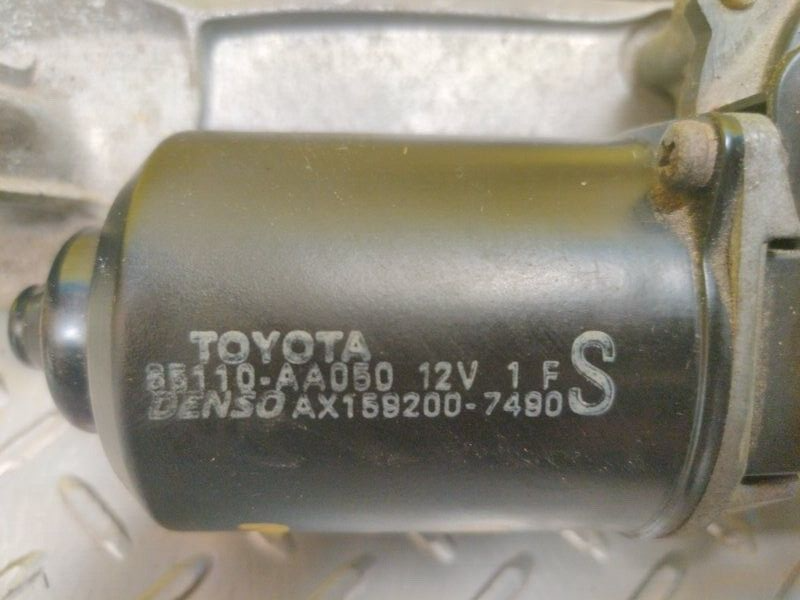 TOYOTA
85110-AA050 12V 1 F S
DENSO AX159200-7490